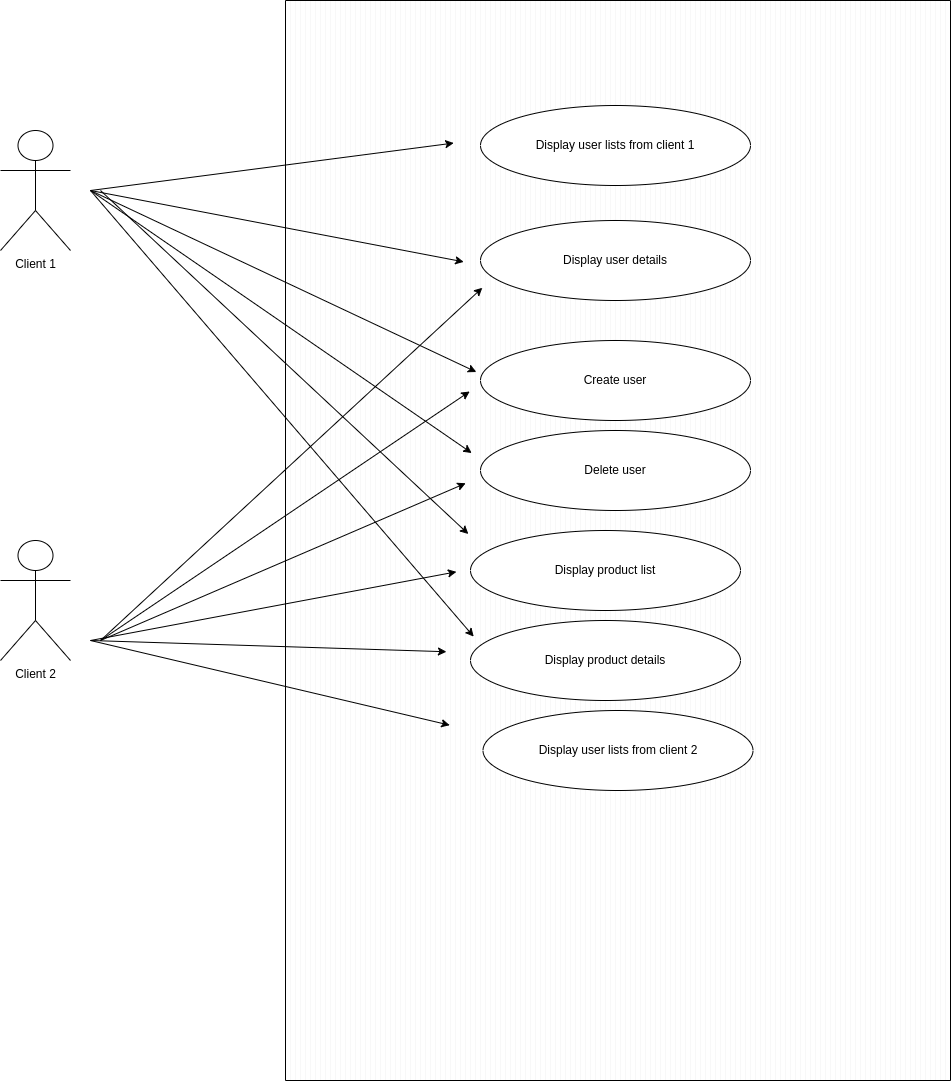 Display user lists from client 1
Client 1
Display user details
Create user
Delete user
Display product list
Display product details
Client 2
Display user lists from client 2